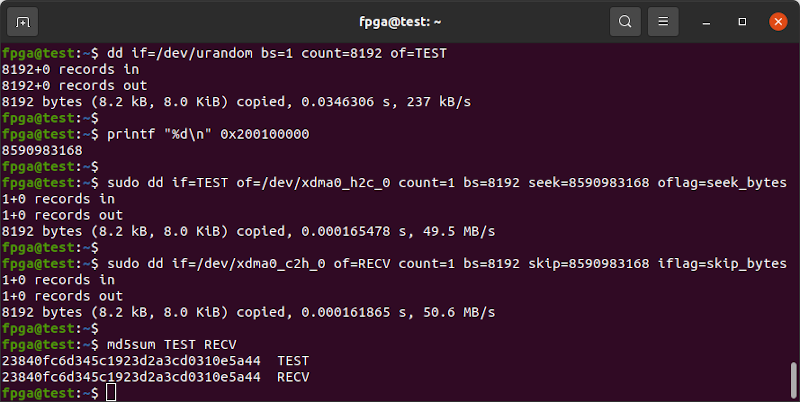 fpga@test: ~
fpga@test:~$ dd if=/dev/urandom bs=1 count=8192 of=TEST
8192+0 records in
8192+0 records out
8192 bytes (8.2 kB, 8.0 KiB) copied, 0.0346306 s, 237 kB/s
fpga@test:~$
fpga@test:~$ printf "%d\n" 0x200100000
8590983168
fpga@test:~$
fpga@test:~$ sudo dd if=TEST of=/dev/xdma0_h2c_0 count=1 bs=8192 seek=8590983168 oflag=seek_bytes
1+0 records in
1+0 records out
8192 bytes (8.2 kB, 8.0 KiB) copied, 0.000165478 s, 49.5 MB/s
fpga@test:~$
fpga@test:~$ sudo dd if=/dev/xdma0_c2h_0 of=RECV count=1 bs=8192 skip=8590983168 iflag=skip_bytes
1+0 records in
1+0 records out
8192 bytes (8.2 kB, 8.0 KiB) copied, 0.000161865 s, 50.6 MB/s
fpga@test:~$
fpga@test:~$ md5sum TEST RECV
23840fc6d345c1923d2a3cd0310e5a44  TEST
23840fc6d345c1923d2a3cd0310e5a44  RECV
fpga@test:~$